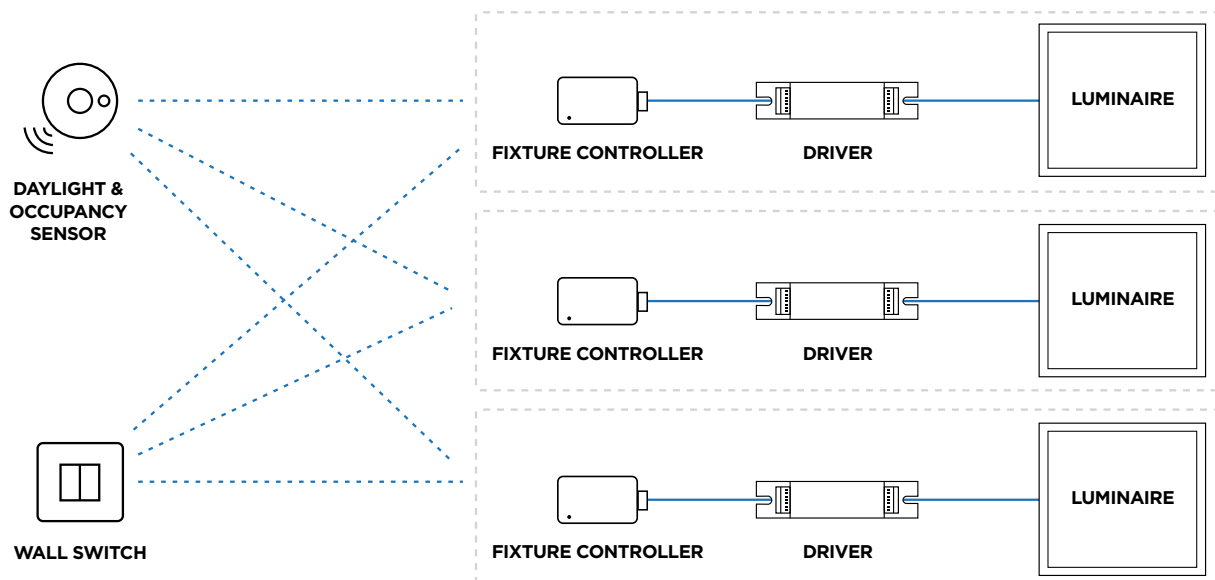 DAYLIGHT &
OCCUPANCY
SENSOR
WALL SWITCH
FIXTURE CONTROLLER
DRIVER
LUMINAIRE
FIXTURE CONTROLLER
DRIVER
LUMINAIRE
FIXTURE CONTROLLER
DRIVER
LUMINAIRE